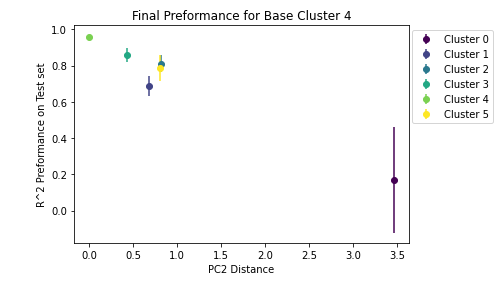 Final Preformance for Base Cluster 4
R^2 Preformance on Test set
1.0
0.8
0.6
0.4
0.2
0.0
0.0 0.5 1.0 1.5 2.0 2.5 3.0 3.5
PC2 Distance
Cluster 0
Cluster 1
Cluster 2
Cluster 3
Cluster 4
Cluster 5